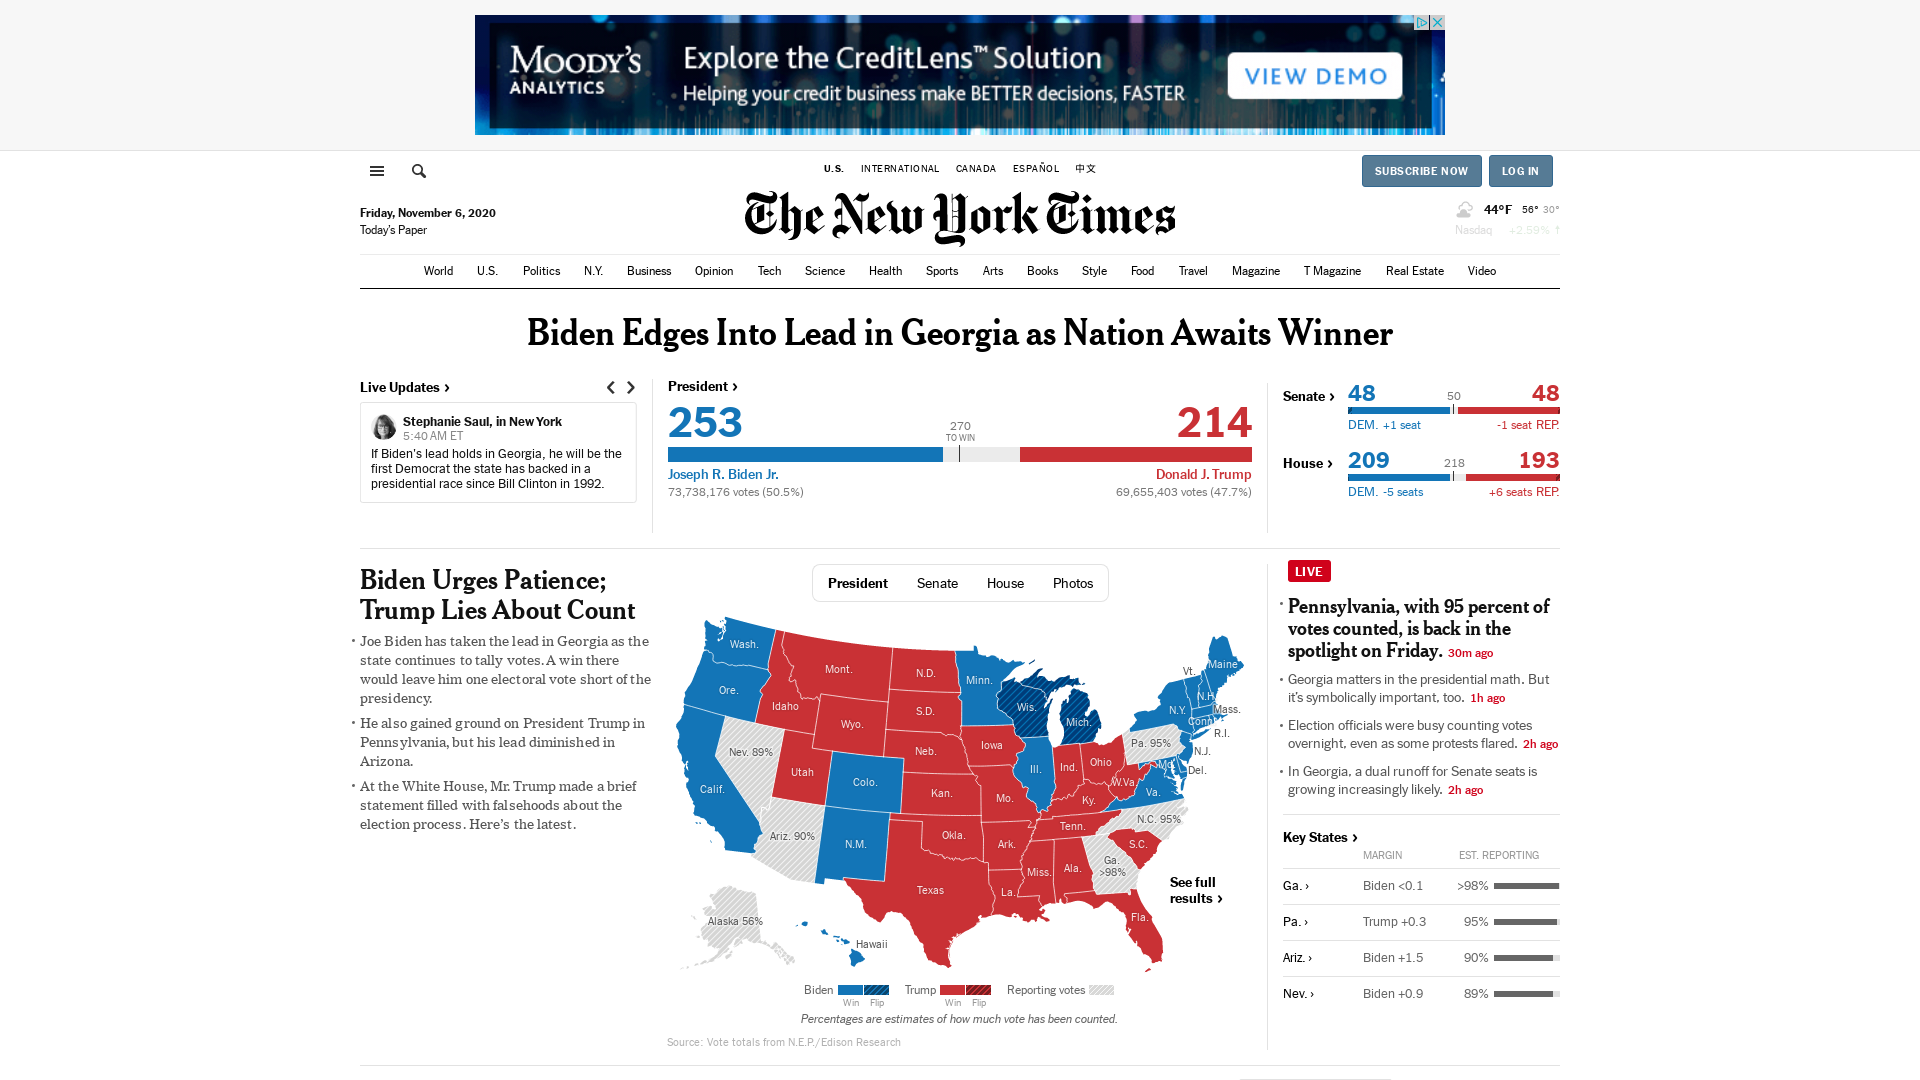 MOODY'S
ANALYTICS
Explore the CreditLens™ Solution
Helping your credit business make BETTER decisions, FASTER
VIEW DEMO
U.S. INTERNATIONAL CANADA ESPAÑOL 中文
SUBSCRIBE NOW LOG IN
The New York Times
Friday, November 6, 2020
Today's Paper
44°F 56° 30°
Nasdaq +2.59% ↑
World U.S. Politics N.Y. Business Opinion Tech Science Health Sports Arts Books Style Food Travel Magazine T Magazine Real Estate Video
Biden Edges Into Lead in Georgia as Nation Awaits Winner
Live Updates ›
Stephanie Saul, in New York
5:40 AM ET
If Biden's lead holds in Georgia, he will be the
first Democrat the state has backed in a
presidential race since Bill Clinton in 1992.
President ›
253 214
270
TO WIN
Joseph R. Biden Jr. Donald J. Trump
73,738,176 votes (50.5%) 69,655,403 votes (47.7%)
Senate › 48 50 48
DEM. +1 seat -1 seat REP.
House › 209 218 193
DEM. -5 seats +6 seats REP.
Biden Urges Patience;
Trump Lies About Count
• Joe Biden has taken the lead in Georgia as the
state continues to tally votes. A win there
would leave him one electoral vote short of the
presidency.
• He also gained ground on President Trump in
Pennsylvania, but his lead diminished in
Arizona.
• At the White House, Mr. Trump made a brief
statement filled with falsehoods about the
election process. Here's the latest.
President Senate House Photos
Wash.
Ore.
Calif.
Nev. 89%
Idaho
Mont.
Wyo.
Utah
Ariz. 90%
Colo.
N.M.
N.D.
S.D.
Neb.
Kan.
Okla.
Texas
Minn.
Iowa
Mo.
Ark.
La.
Wis.
Ill.
Mich.
Ind.
Ohio
Ky.
Tenn.
Miss.
Ala.
Ga.
>98%
Fla.
S.C.
N.C. 95%
Va.
W.Va.
Md.
Del.
Pa. 95%
N.J.
N.Y.
Conn.
R.I.
Mass.
Vt.
N.H.
Maine
Alaska 56%
Hawaii
See full
results ›
Biden Trump Reporting votes
Win Flip Win Flip
Percentages are estimates of how much vote has been counted.
Source: Vote totals from N.E.P./Edison Research
LIVE
• Pennsylvania, with 95 percent of
votes counted, is back in the
spotlight on Friday. 30m ago
• Georgia matters in the presidential math. But
it's symbolically important, too. 1h ago
• Election officials were busy counting votes
overnight, even as some protests flared. 2h ago
• In Georgia, a dual runoff for Senate seats is
growing increasingly likely. 2h ago
Key States ›
MARGIN EST. REPORTING
Ga. › Biden <0.1 >98%
Pa. › Trump +0.3 95%
Ariz. › Biden +1.5 90%
Nev. › Biden +0.9 89%